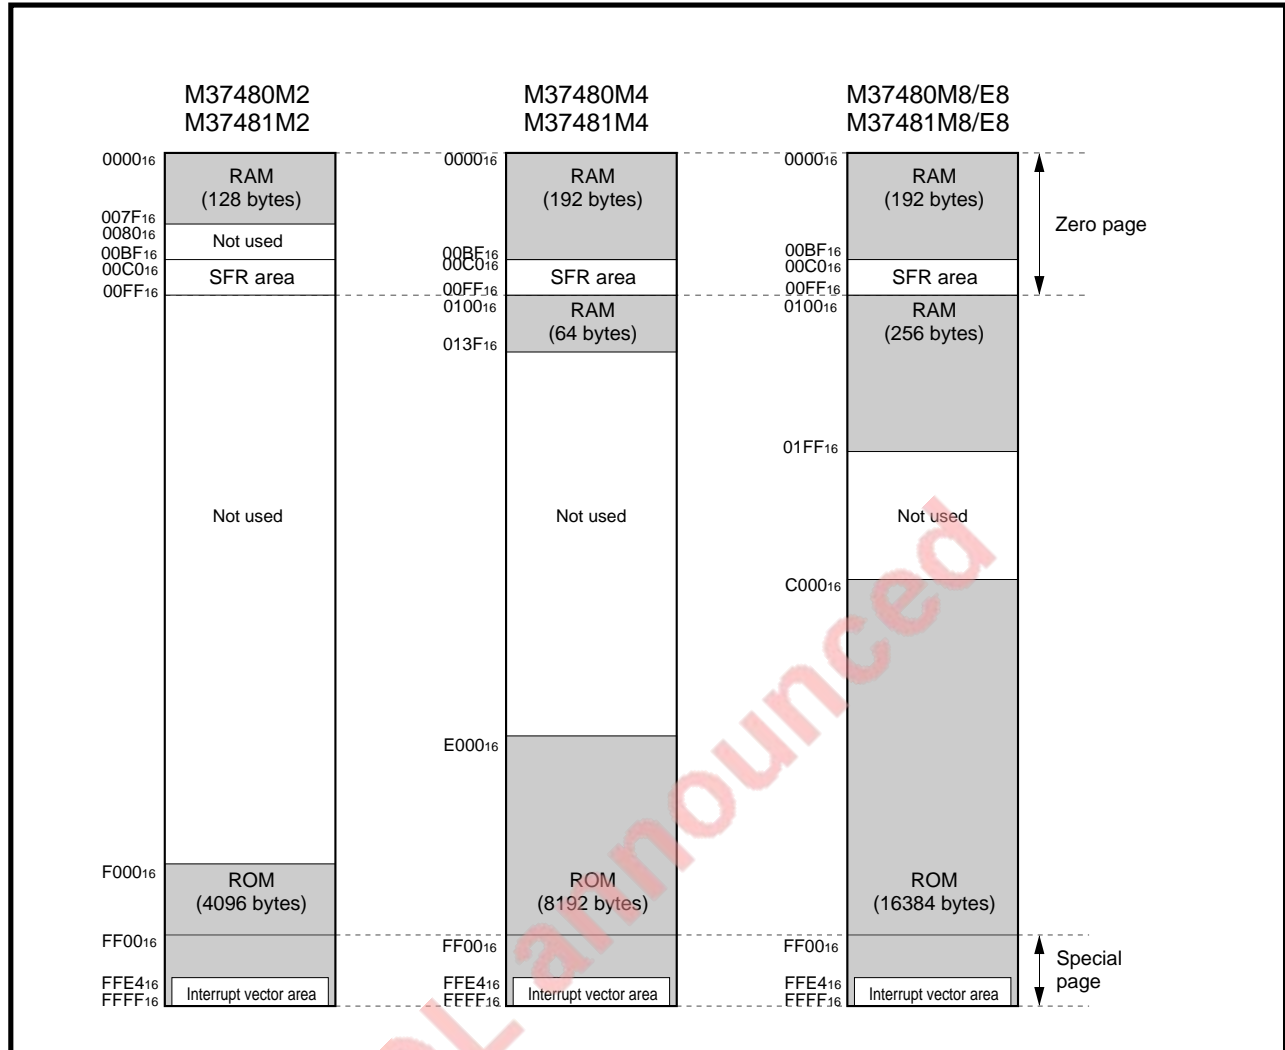 M37480M2
M37481M2
000016
RAM
(128 bytes)
007F16
008016
Not used
00BF16
00C016
SFR area
00FF16
Not used
F00016
ROM
(4096 bytes)
FF0016
FFE416
Interrupt vector area
FFFF16
M37480M4
M37481M4
000016
RAM
(192 bytes)
00BF16
00C016
SFR area
00FF16
010016
RAM
(64 bytes)
013F16
Not used
E00016
ROM
(8192 bytes)
FF0016
FFE416
Interrupt vector area
FFFF16
M37480M8/E8
M37481M8/E8
000016
RAM
(192 bytes)
00BF16
00C016
SFR area
00FF16
010016
RAM
(256 bytes)
01FF16
Not used
C00016
ROM
(16384 bytes)
FF0016
FFE416
Interrupt vector area
FFFF16
Zero page
Special
page
OL announced